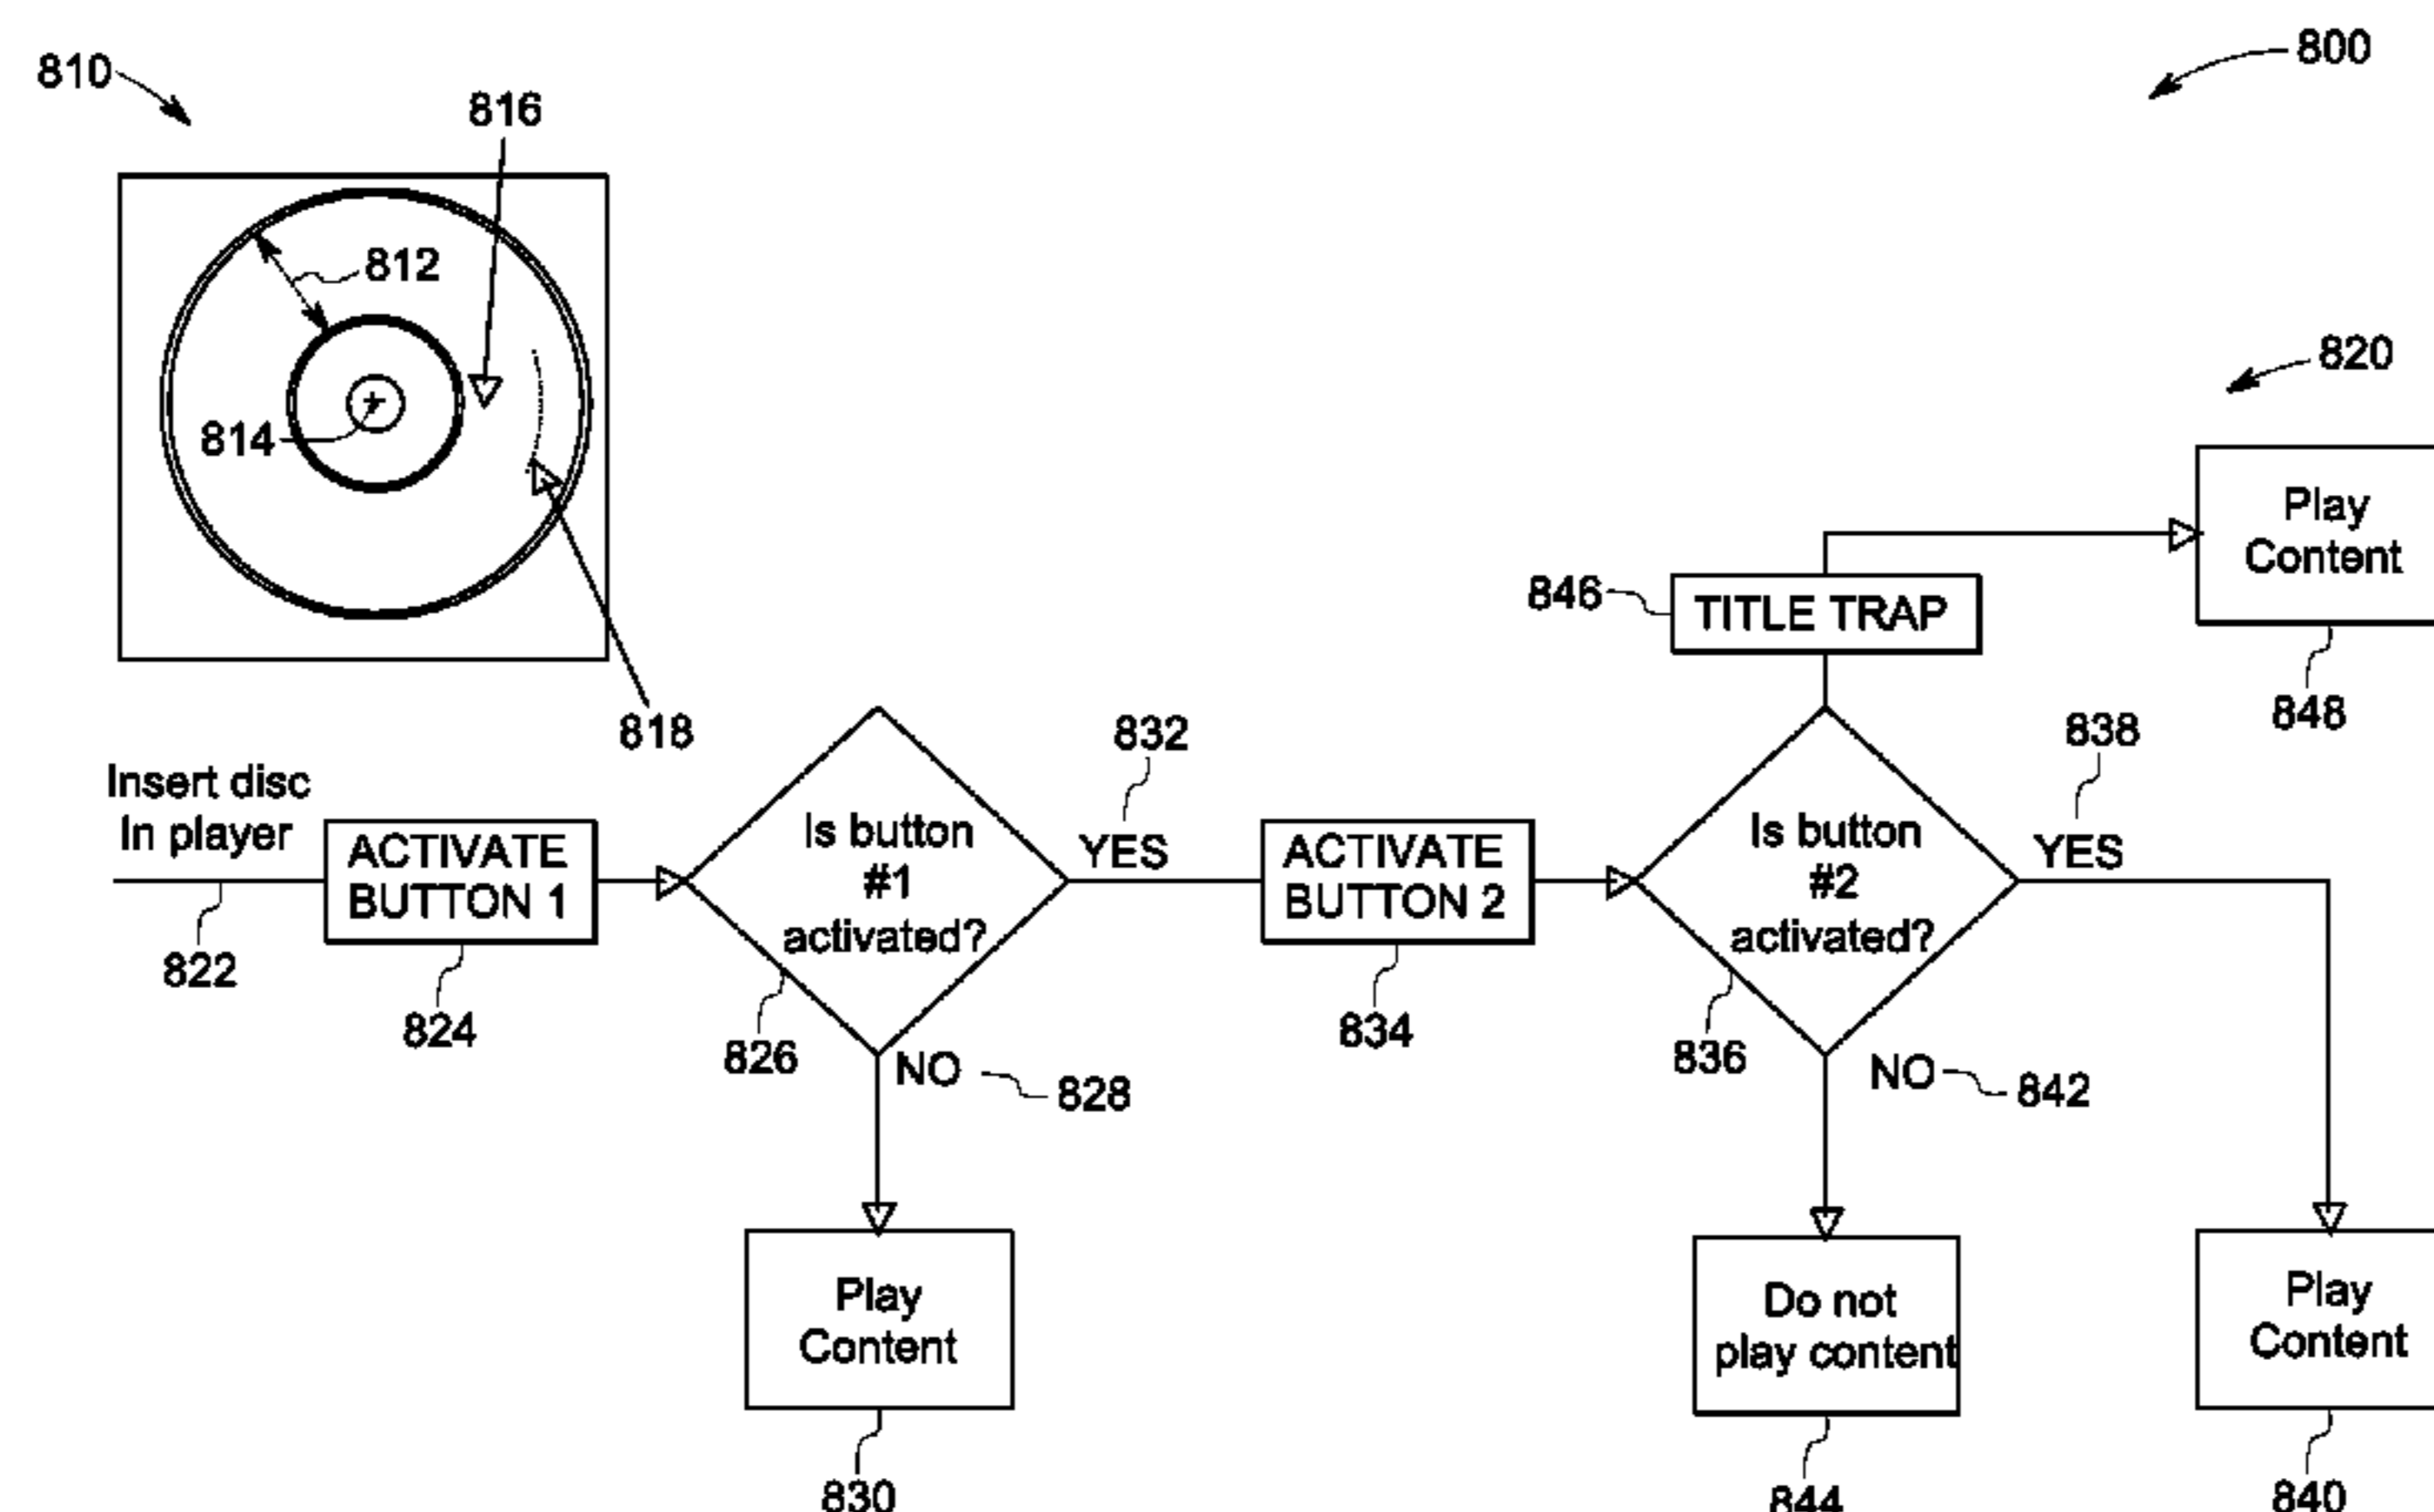 810
800
816
812
820
814
Play
Content
846
TITLE TRAP
848
818
832
838
Insert disc
In player
ACTIVATE
BUTTON 1
Is button
#1
activated?
YES
ACTIVATE
BUTTON 2
Is button
#2
activated?
YES
822
824
826
NO
828
834
836
NO
842
Play
Content
Do not
play content
Play
Content
830
844
840